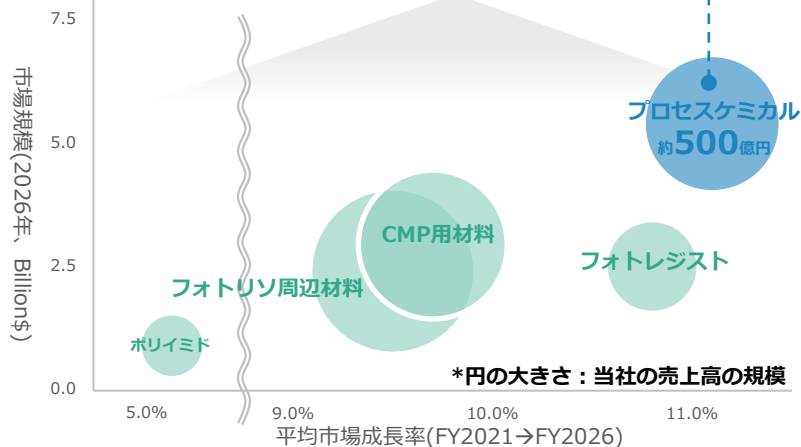 7.5
5.0
2.5
0.0
市場規模(2026年、 Billion$)
プロセスケミカル
約500億円
CMP用材料
フォトレジスト
フォトリソ周辺材料
ポリイミド
*円の大きさ：当社の売上高の規模
5.0%
9.0%
10.0%
11.0%
平均市場成長率(FY2021→FY2026)